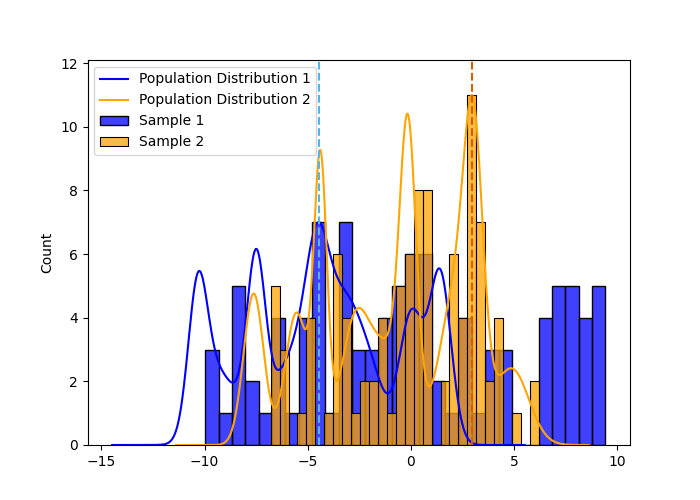 12
10
8
6
4
2
0
Count
Population Distribution 1
Population Distribution 2
Sample 1
Sample 2
−15
−10
−5
0
5
10